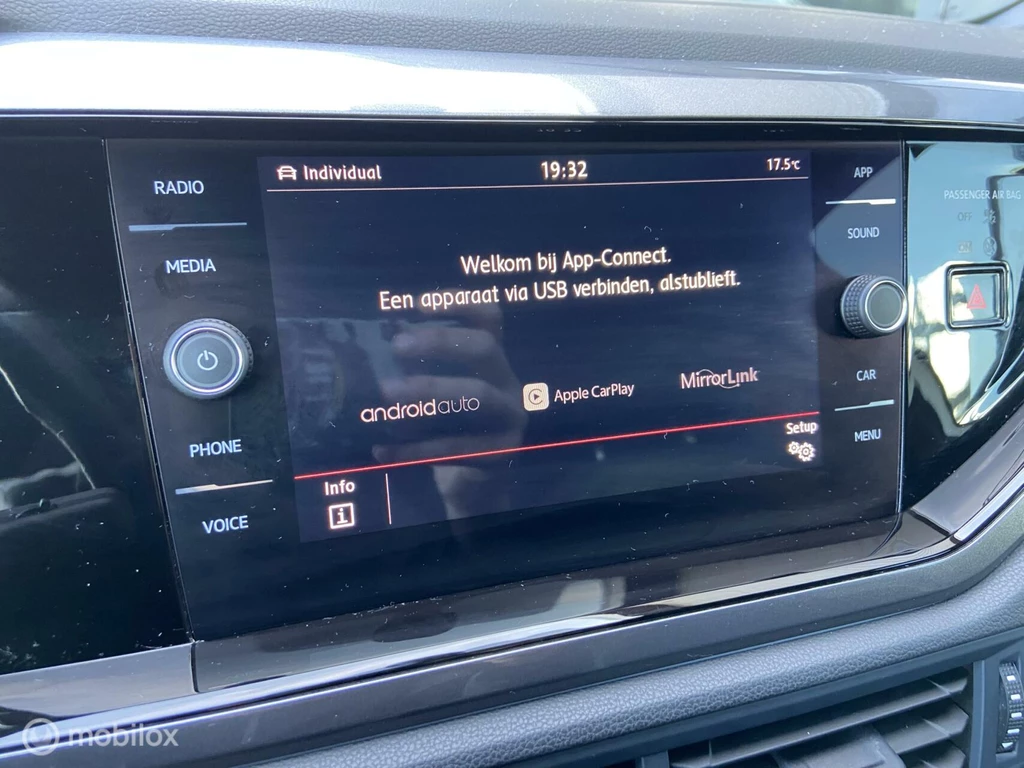 RADIO
MEDIA
PHONE
VOICE
Individual
19:32
17.5°C
Welkom bij App-Connect.
Een apparaat via USB verbinden, alstublieft.
androidauto
Apple CarPlay
MirrorLink
Setup
Info
i
APP
SOUND
CAR
MENU
PASSENGER AIR BAG
OFF
mobilox